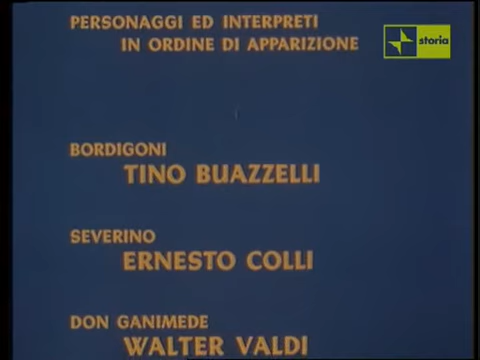 PERSONAGGI ED INTERPRETI
IN ORDINE DI APPARIZIONE
storia
BORDIGONI
TINO BUAZZELLI
SEVERINO
ERNESTO COLLI
DON GANIMEDE
WALTER VALDI